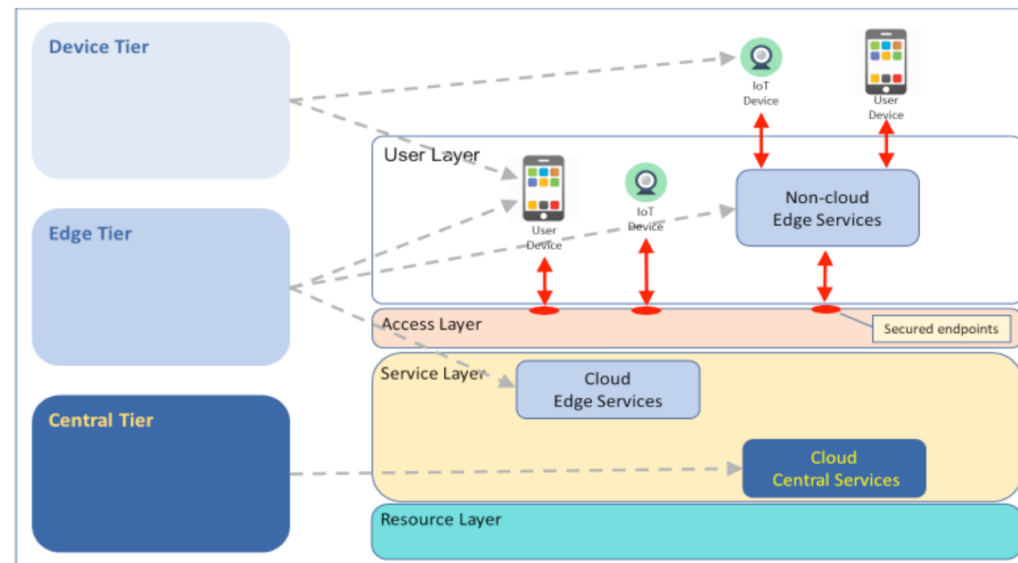 Device Tier
IoT
Device
User
Device
User Layer
User
Device
IoT
Device
Non-cloud
Edge Services
Edge Tier
Access Layer
Secured endpoints
Service Layer
Cloud
Edge Services
Central Tier
Cloud
Central Services
Resource Layer